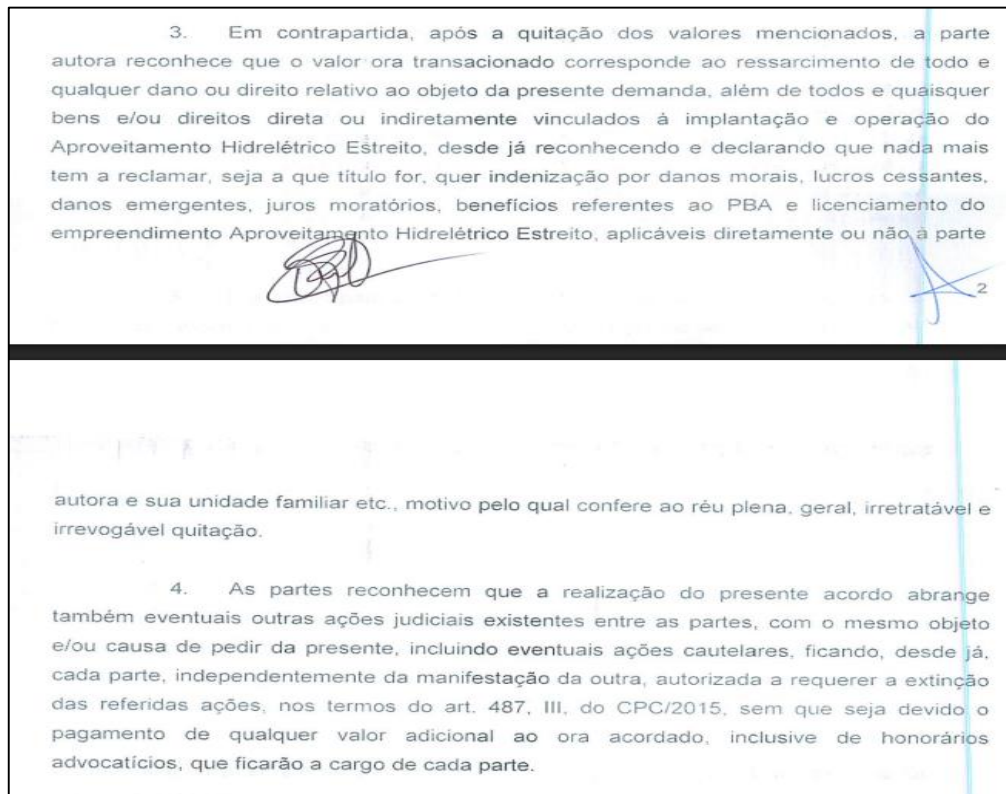 3. Em contrapartida, após a quitação dos valores mencionados, a parte
autora reconhece que o valor ora transacionado corresponde ao ressarcimento de todo e
qualquer dano ou direito relativo ao objeto da presente demanda, além de todos e quaisquer
bens e/ou direitos direta ou indiretamente vinculados à implantação e operação do
Aproveitamento Hidrelétrico Estreito, desde já reconhecendo e declarando que nada mais
tem a reclamar, seja a que título for, quer indenização por danos morais, lucros cessantes,
danos emergentes, juros moratórios, benefícios referentes ao PBA e licenciamento do
empreendimento Aproveitamento Hidrelétrico Estreito, aplicáveis diretamente ou não à parte
2
autora e sua unidade familiar etc., motivo pelo qual confere ao réu plena, geral, irretratável e
irrevogável quitação.
4. As partes reconhecem que a realização do presente acordo abrange
também eventuais outras ações judiciais existentes entre as partes, com o mesmo objeto
e/ou causa de pedir da presente, incluindo eventuais ações cautelares, ficando, desde já,
cada parte, independentemente da manifestação da outra, autorizada a requerer a extinção
das referidas ações, nos termos do art. 487, III, do CPC/2015, sem que seja devido o
pagamento de qualquer valor adicional ao ora acordado, inclusive de honorários
advocatícios, que ficarão a cargo de cada parte.